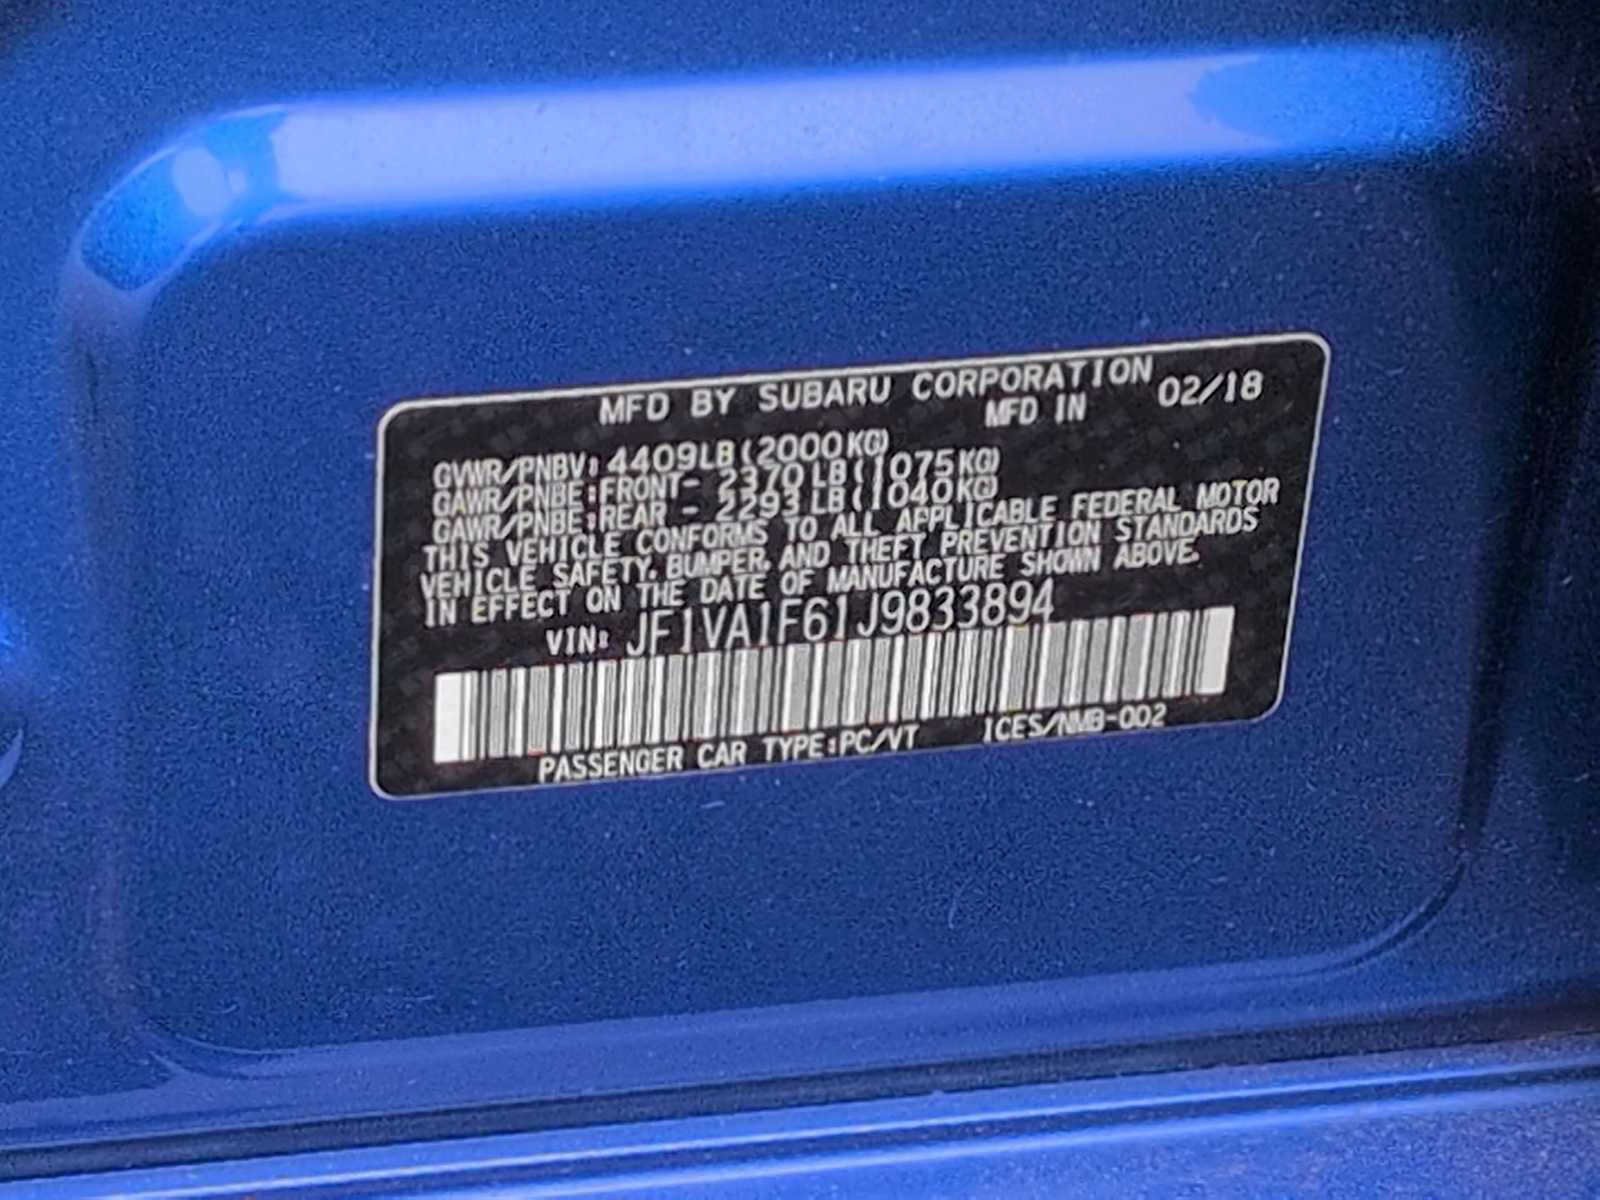 MFD BY SUBARU CORPORATION
MFD IN 02/18
GVWR/PNBV: 4409LB(2000KG)
GAWR/PNBE:FRONT- 2370LB(1075KG)
GAWR/PNBE:REAR - 2293LB(1040KG)
THIS VEHICLE CONFORMS TO ALL APPLICABLE FEDERAL MOTOR
VEHICLE SAFETY, BUMPER, AND THEFT PREVENTION STANDARDS
IN EFFECT ON THE DATE OF MANUFACTURE SHOWN ABOVE.
VIN: JF1VA1F61J9833894
PASSENGER CAR TYPE:PC/VT ICES/NMB-002